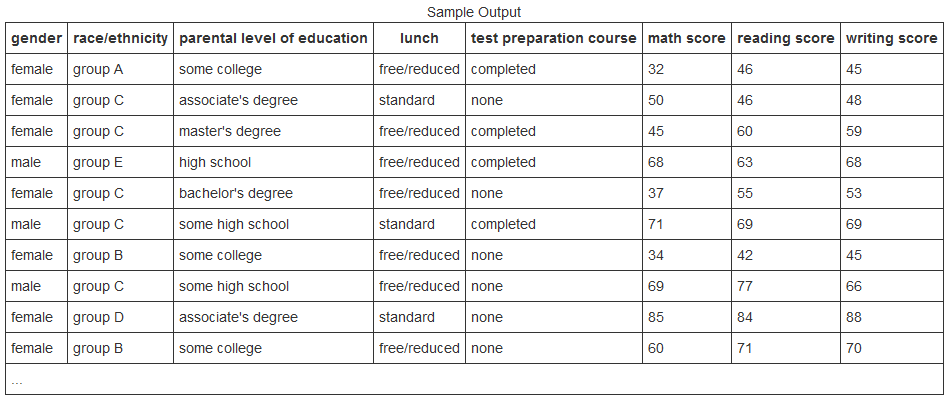 Sample Output
gender race/ethnicity parental level of education lunch test preparation course math score reading score writing score
female group A some college free/reduced completed 32 46 45
female group C associate's degree standard none 50 46 48
female group C master's degree free/reduced completed 45 60 59
male group E high school free/reduced completed 68 63 68
female group C bachelor's degree free/reduced none 37 55 53
male group C some high school standard completed 71 69 69
female group B some college free/reduced none 34 42 45
male group C some high school free/reduced none 69 77 66
female group D associate's degree standard none 85 84 88
female group B some college free/reduced none 60 71 70
...